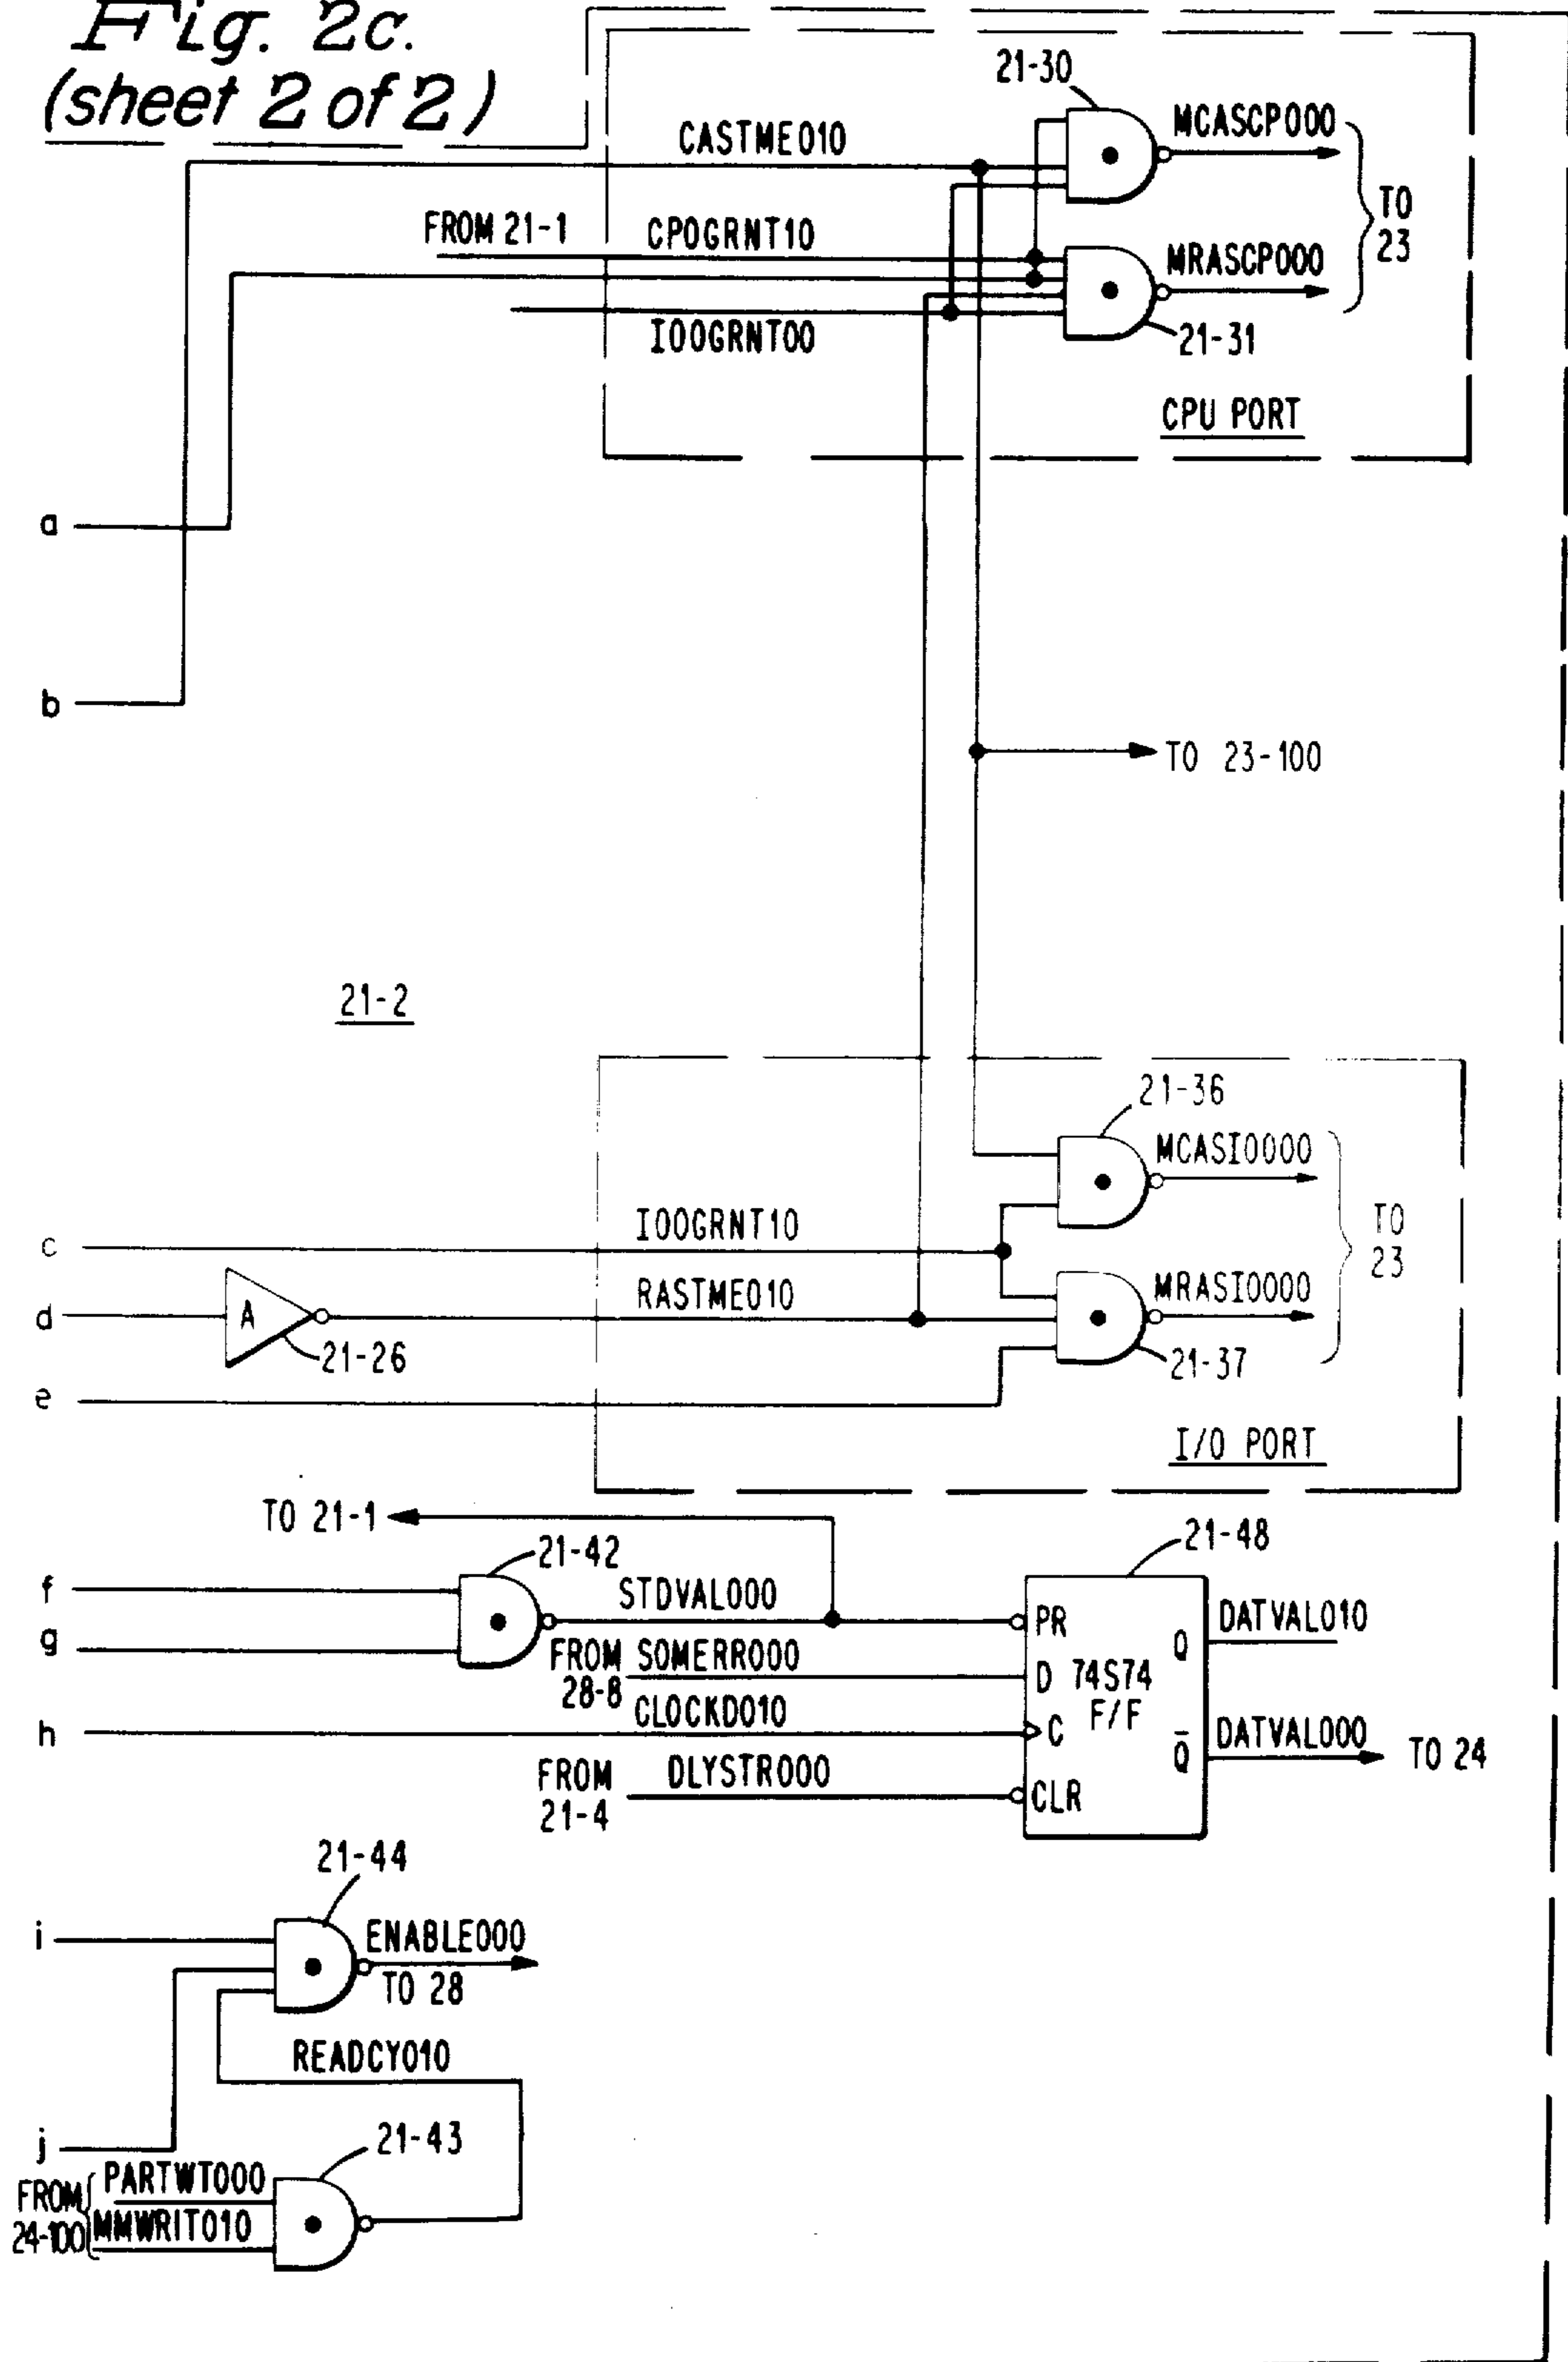 Fig. 2c.
(sheet 2 of 2)
21-30
MCASCP000
CASTME010
TO
23
FROM 21-1
CPOGRNT10
MRASCP000
IOOGRNT00
21-31
CPU PORT
a
b
TO 23-100
21-2
21-36
MCASIO000
IOOGRNT10
TO
23
c
RASTME010
MRASIO000
d
A
21-26
21-37
e
I/O PORT
TO 21-1
21-42
21-48
f
STDVAL000
PR
Q
DATVAL010
g
FROM
28-8
SOMERR000
D
74S74
F/F
h
CLOCKD010
C
Q̅
DATVAL000
TO 24
FROM
21-4
DLYSTR000
CLR
21-44
i
ENABLE000
TO 28
READCY010
j
21-43
FROM
24-100
PARTWT000
MMWRIT010